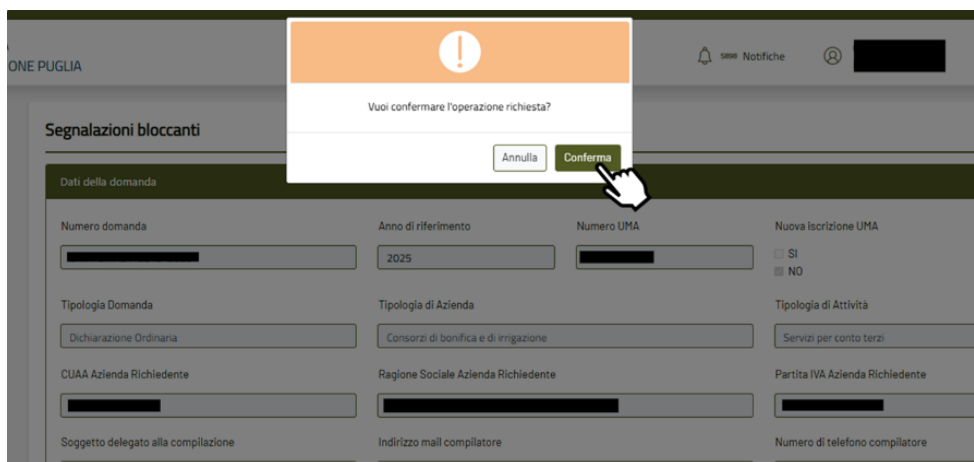 ONE PUGLIA
Notifiche
Vuoi confermare l'operazione richiesta?
Annulla Conferma
Segnalazioni bloccanti
Dati della domanda
Numero domanda Anno di riferimento Numero UMA Nuova iscrizione UMA
2025
SI
NO
Tipologia Domanda Tipologia di Azienda Tipologia di Attività
Dichiarazione Ordinaria Consorzi di bonifica e di irrigazione Servizi per conto terzi
CUAA Azienda Richiedente Ragione Sociale Azienda Richiedente Partita IVA Azienda Richiedente
Soggetto delegato alla compilazione Indirizzo mail compilatore Numero di telefono compilatore